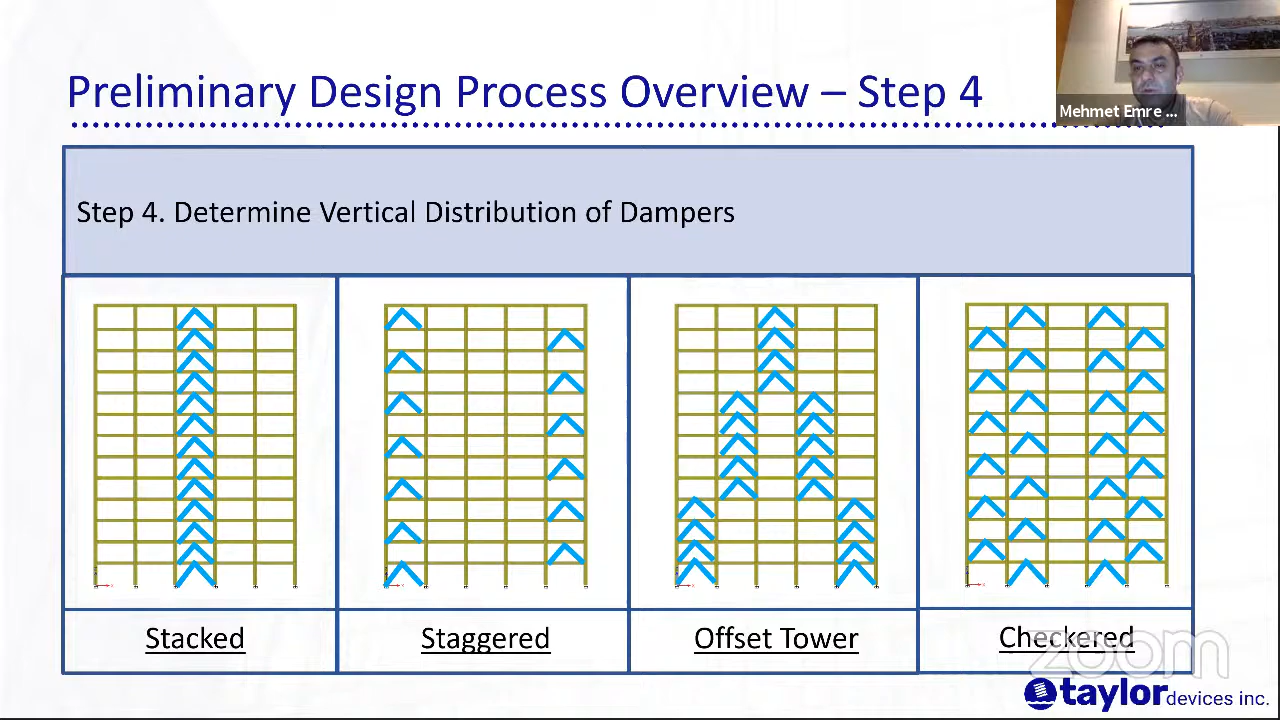 Preliminary Design Process Overview – Step 4
Mehmet Emre ...
Step 4. Determine Vertical Distribution of Dampers
Stacked
Staggered
Offset Tower
Checkered
zoom
taylor devices inc.